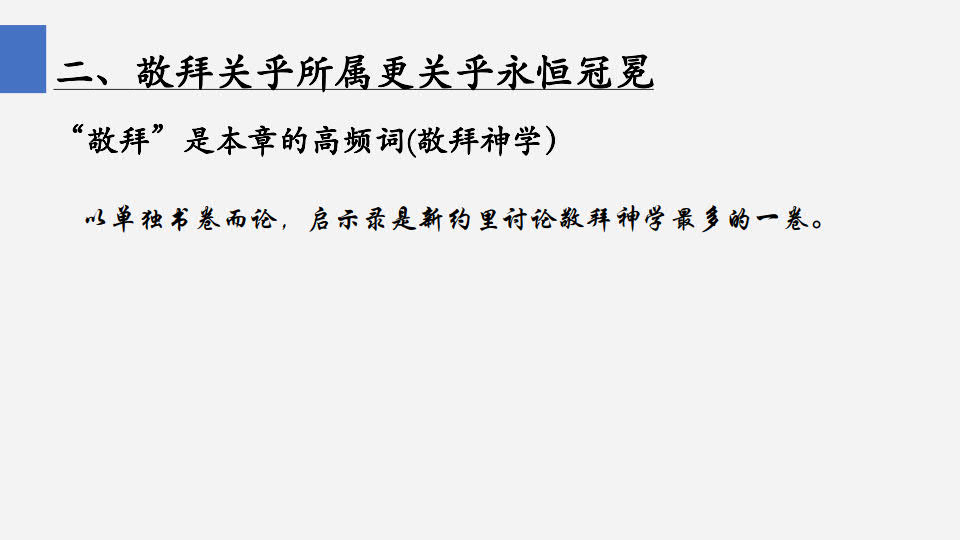 二、敬拜关乎所属更关乎永恒冠冕
“敬拜”是本章的高频词(敬拜神学）
以单独书卷而论，启示录是新约里讨论敬拜神学最多的一卷。